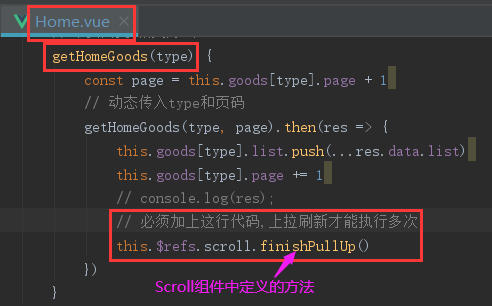 Home.vue ×
getHomeGoods(type) {
const page = this.goods[type].page + 1
// 动态传入type和页码
getHomeGoods(type, page).then(res => {
this.goods[type].list.push(...res.data.list)
this.goods[type].page += 1
// console.log(res);
// 必须加上这行代码,上拉刷新才能执行多次
this.$refs.scroll.finishPullUp()
})
Scroll组件中定义的方法
}